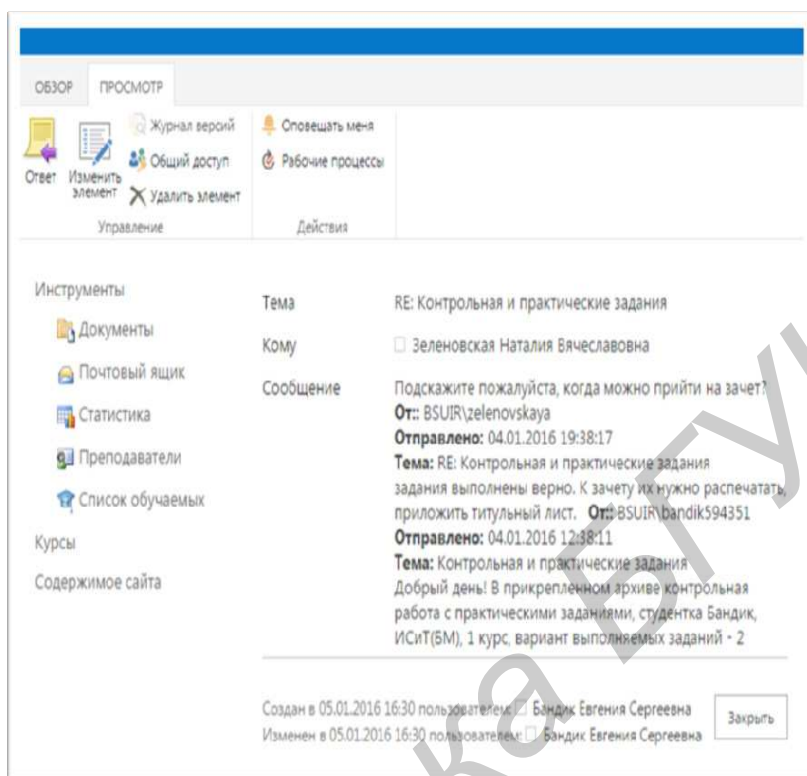 ОБЗОР ПРОСМОТР
Ответ
Изменить элемент
Журнал версий
Общий доступ
Удалить элемент
Управление
Оповещать меня
Рабочие процессы
Действия
Инструменты
Документы
Почтовый ящик
Статистика
Преподаватели
Список обучаемых
Курсы
Содержимое сайта
Тема RE: Контрольная и практические задания
Кому Зеленовская Наталия Вячеславовна
Сообщение Подскажите пожалуйста, когда можно прийти на зачет?
От:: BSUIR\zelenovskaya
Отправлено: 04.01.2016 19:38:17
Тема: RE: Контрольная и практические задания
задания выполнены верно. К зачету их нужно распечатать,
приложить титульный лист. От:: BSUIR\bandik594351
Отправлено: 04.01.2016 12:38:11
Тема: Контрольная и практические задания
Добрый день! В прикрепленном архиве контрольная
работа с практическими заданиями, студентка Бандик,
ИСиТ(БМ), 1 курс, вариант выполняемых заданий - 2
Создан в 05.01.2016 16:30 пользователем: Бандик Евгения Сергеевна
Изменен в 05.01.2016 16:30 пользователем: Бандик Евгения Сергеевна
Закрыть